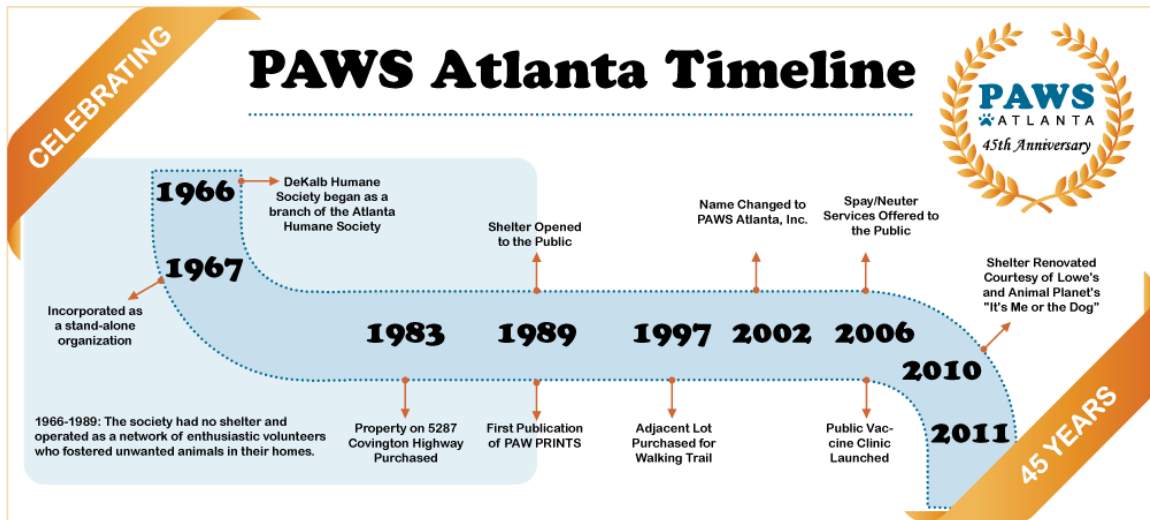 CELEBRATING
PAWS Atlanta Timeline
PAWS
ATLANTA
45th Anniversary
1966
DeKalb Humane
Society began as a
branch of the Atlanta
Humane Society
1967
Incorporated as
a stand-alone
organization
1966-1989: The society had no shelter and
operated as a network of enthusiastic volunteers
who fostered unwanted animals in their homes.
1983
Property on 5287
Covington Highway
Purchased
Shelter Opened
to the Public
1989
First Publication
of PAW PRINTS
1997
Adjacent Lot
Purchased for
Walking Trail
Name Changed to
PAWS Atlanta, Inc.
2002
Spay/Neuter
Services Offered to
the Public
2006
Public Vac-
cine Clinic
Launched
Shelter Renovated
Courtesy of Lowe's
and Animal Planet's
"It's Me or the Dog”
2010
2011
45 YEARS